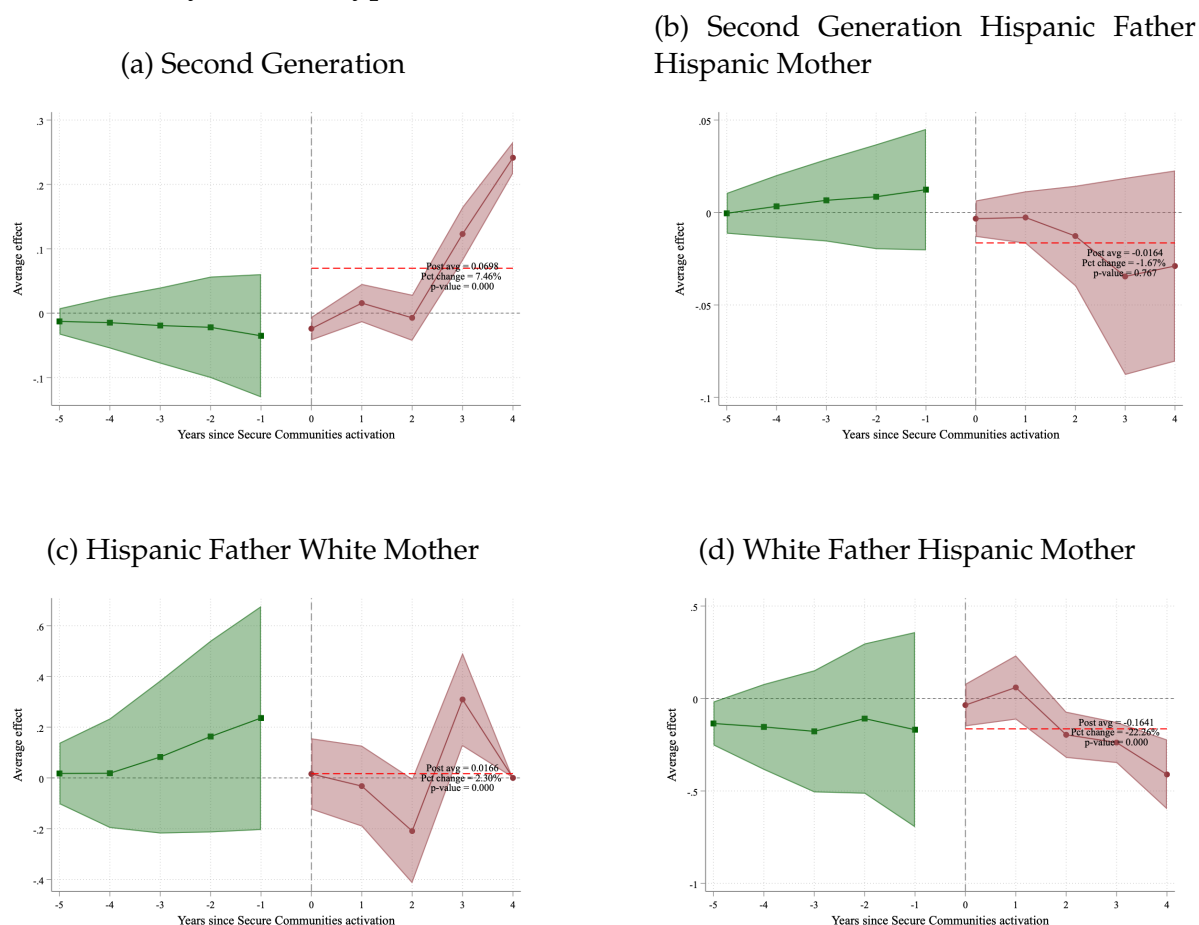 (a) Second Generation
(b) Second Generation Hispanic Father
Hispanic Mother
.3
.2
.1
0
-.1
Average effect
Post avg = 0.0698
Pct change = 7.46%
p-value = 0.000
-5 -4 -3 -2 -1 0 1 2 3 4
Years since Secure Communities activation
.05
0
-.05
-.1
Average effect
Post avg = -0.0164
Pct change = -1.67%
p-value = 0.767
-5 -4 -3 -2 -1 0 1 2 3 4
Years since Secure Communities activation
(c) Hispanic Father White Mother
(d) White Father Hispanic Mother
.6
.4
.2
0
-.2
-.4
Average effect
Post avg = 0.0166
Pct change = 2.30%
p-value = 0.000
-5 -4 -3 -2 -1 0 1 2 3 4
Years since Secure Communities activation
.5
0
-.5
-1
Average effect
Post avg = -0.1641
Pct change = -22.26%
p-value = 0.000
-5 -4 -3 -2 -1 0 1 2 3 4
Years since Secure Communities activation